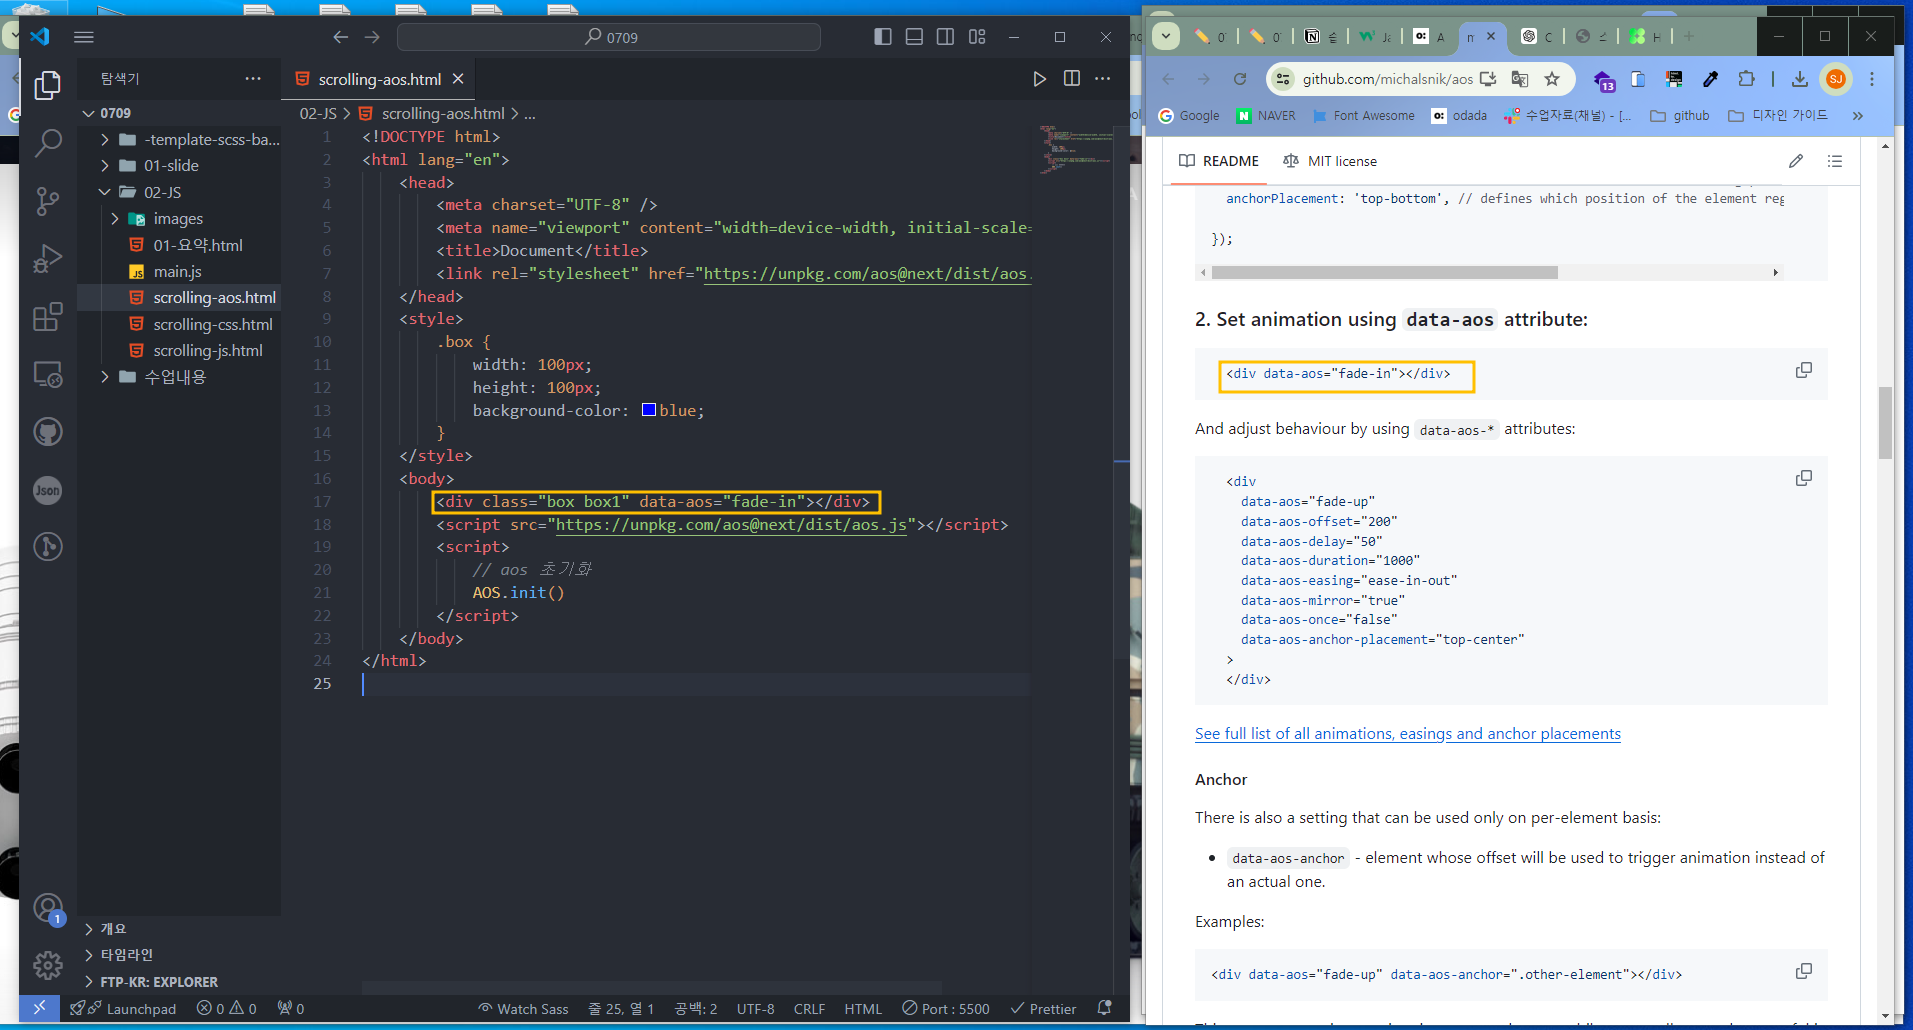 0709
탐색기
0709
-template-scss-ba...
01-slide
02-JS
images
01-요약.html
main.js
scrolling-aos.html
scrolling-css.html
scrolling-js.html
수업내용
개요
타임라인
FTP-KR: EXPLORER
Json
1
scrolling-aos.html
02-JS > scrolling-aos.html > ...
1 <!DOCTYPE html>
2 <html lang="en">
3 <head>
4 <meta charset="UTF-8" />
5 <meta name="viewport" content="width=device-width, initial-scale=
6 <title>Document</title>
7 <link rel="stylesheet" href="https://unpkg.com/aos@next/dist/aos.
8 </head>
9 <style>
10 .box {
11 width: 100px;
12 height: 100px;
13 background-color: blue;
14 }
15 </style>
16 <body>
17 <div class="box box1" data-aos="fade-in"></div>
18 <script src="https://unpkg.com/aos@next/dist/aos.js"></script>
19 <script>
20 // aos 초기화
21 AOS.init()
22 </script>
23 </body>
24 </html>
25
Launchpad 0 0 0 Watch Sass 줄 25, 열 1 공백: 2 UTF-8 CRLF HTML Port : 5500 Prettier
github.com/michalsnik/aos
13
SJ
Google NAVER Font Awesome odada 수업자료(채널) - [... github 디자인 가이드
README MIT license
anchorPlacement: 'top-bottom', // defines which position of the element reg
});
2. Set animation using data-aos attribute:
<div data-aos="fade-in"></div>
And adjust behaviour by using data-aos-* attributes:
<div
data-aos="fade-up"
data-aos-offset="200"
data-aos-delay="50"
data-aos-duration="1000"
data-aos-easing="ease-in-out"
data-aos-mirror="true"
data-aos-once="false"
data-aos-anchor-placement="top-center"
>
</div>
See full list of all animations, easings and anchor placements
Anchor
There is also a setting that can be used only on per-element basis:
data-aos-anchor - element whose offset will be used to trigger animation instead of
an actual one.
Examples:
<div data-aos="fade-up" data-aos-anchor=".other-element"></div>